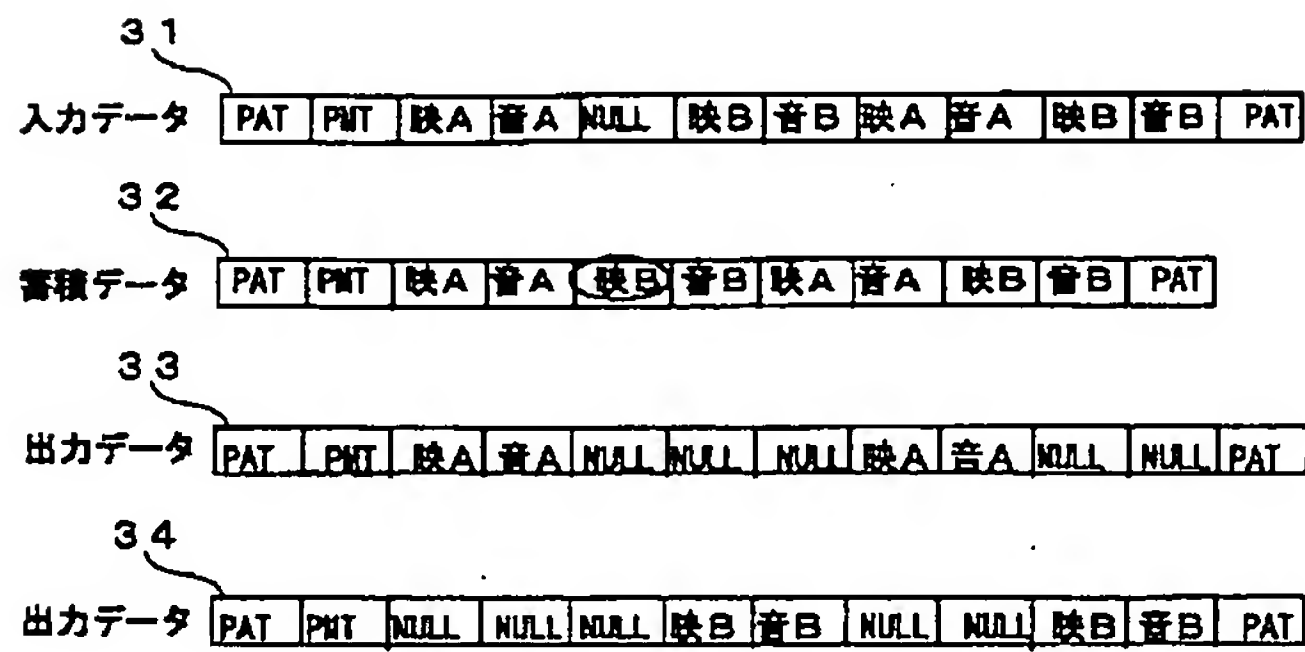 31
入力データ PAT PMT 映A 音A NULL 映B 音B 映A 音A 映B 音B PAT
32
蓄積データ PAT PMT 映A 音A 映B 音B 映A 音A 映B 音B PAT
33
出力データ PAT PMT 映A 音A NULL NULL NULL 映A 音A NULL NULL PAT
34
出力データ PAT PMT NULL NULL NULL 映B 音B NULL NULL 映B 音B PAT